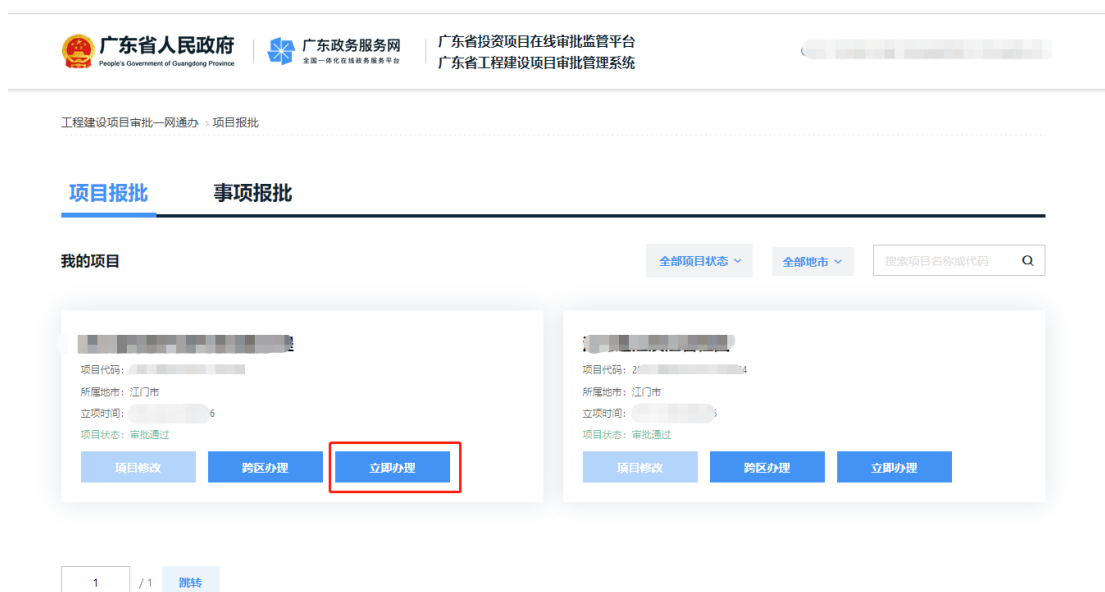 广东省人民政府
People's Government of Guangdong Province
广东政务服务网
全国一体化在线政务服务平台
广东省投资项目在线审批监管平台
广东省工程建设项目审批管理系统
工程建设项目审批一网通办 › 项目报批
项目报批 事项报批
我的项目 全部项目状态 全部地市 搜索项目名称或代码
项目代码:
所属地市: 江门市
立项时间: 6
项目状态: 审批通过
项目修改 跨区办理 立即办理
项目代码: 2 4
所属地市: 江门市
立项时间:
项目状态: 审批通过
项目修改 跨区办理 立即办理
1 / 1 跳转